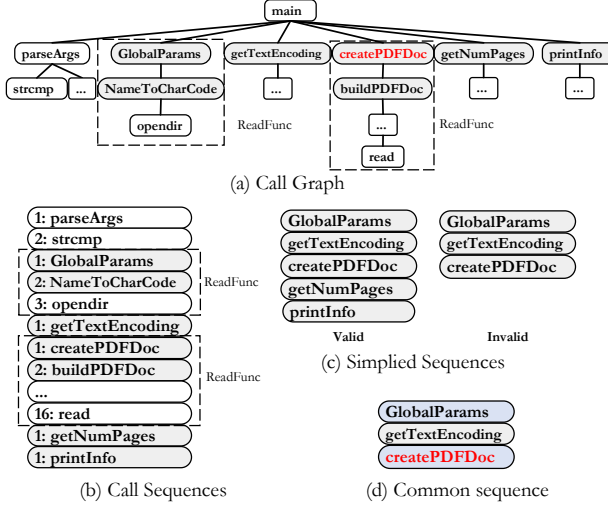 main
parseArgs GlobalParams getTextEncoding createPDFDoc getNumPages printInfo
strcmp ... NameToCharCode ... buildPDFDoc ... ...
opendir ReadFunc ... ReadFunc
read
(a) Call Graph
1: parseArgs
2: strcmp
1: GlobalParams
2: NameToCharCode
3: opendir
ReadFunc
1: getTextEncoding
1: createPDFDoc
2: buildPDFDoc
...
16: read
ReadFunc
1: getNumPages
1: printInfo
(b) Call Sequences
GlobalParams
getTextEncoding
createPDFDoc
getNumPages
printInfo
Valid
GlobalParams
getTextEncoding
createPDFDoc
Invalid
(c) Simplied Sequences
GlobalParams
getTextEncoding
createPDFDoc
(d) Common sequence